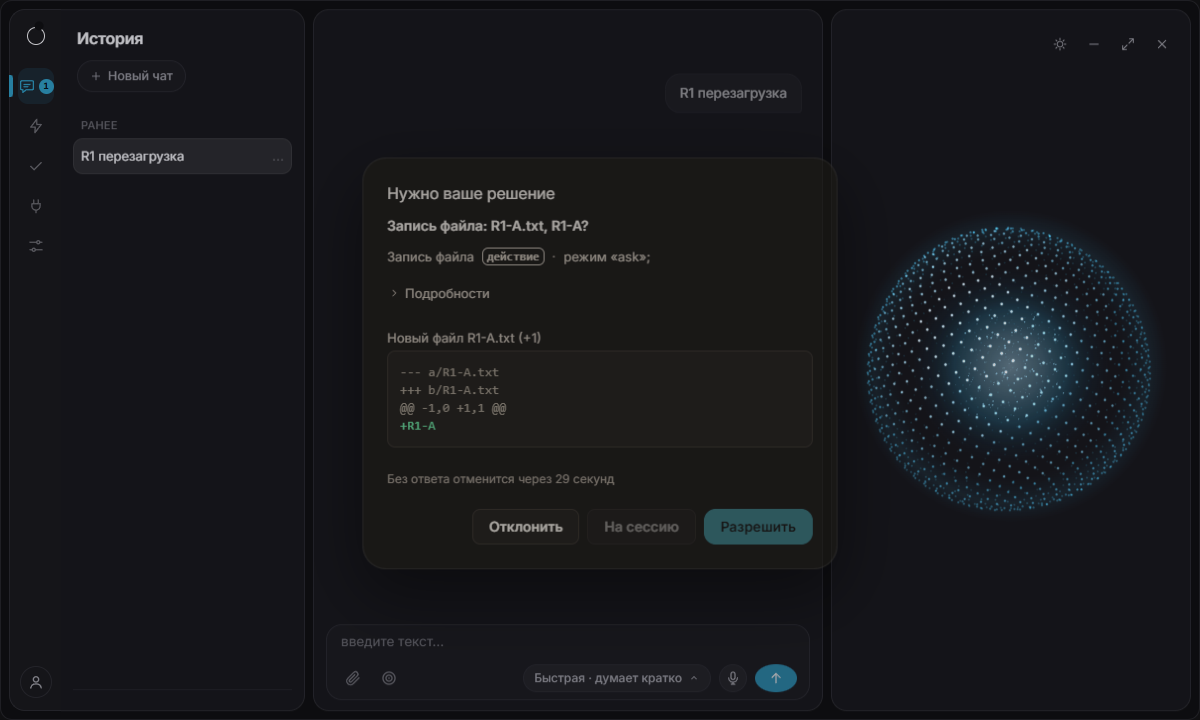 История
1
+ Новый чат
РАНЕЕ
R1 перезагрузка
...
R1 перезагрузка
Нужно ваше решение
Запись файла: R1-A.txt, R1-A?
Запись файла действие · режим «ask»;
Подробности
Новый файл R1-A.txt (+1)
--- a/R1-A.txt
+++ b/R1-A.txt
@@ -1,0 +1,1 @@
+R1-A
Без ответа отменится через 29 секунд
Отклонить
На сессию
Разрешить
введите текст...
Быстрая · думает кратко